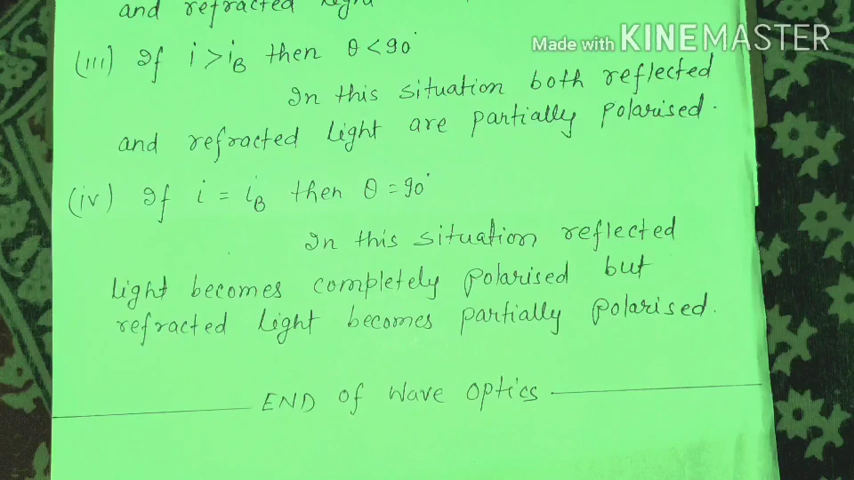 and refracted light
Made with KINEMASTER
(iii) If i > iB then θ < 90°
In this situation both reflected
and refracted light are partially polarised.
(iv) If i = iB then θ = 90°
In this situation reflected
light becomes completely polarised but
refracted light becomes partially polarised.
END of Wave Optics